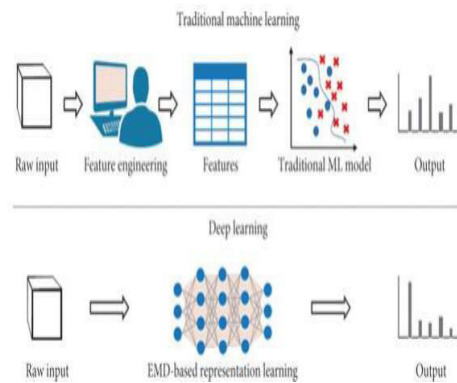 Traditional machine learning
Raw input Feature engineering Features Traditional ML model Output
Deep learning
Raw input EMD-based representation learning Output